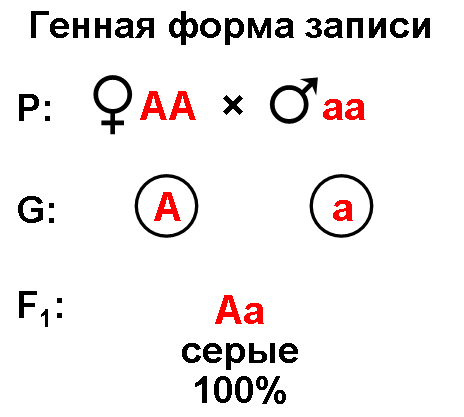 Генная форма записи
P: ♀AA × ♂aa
G: A a
F₁: Aa
серые
100%